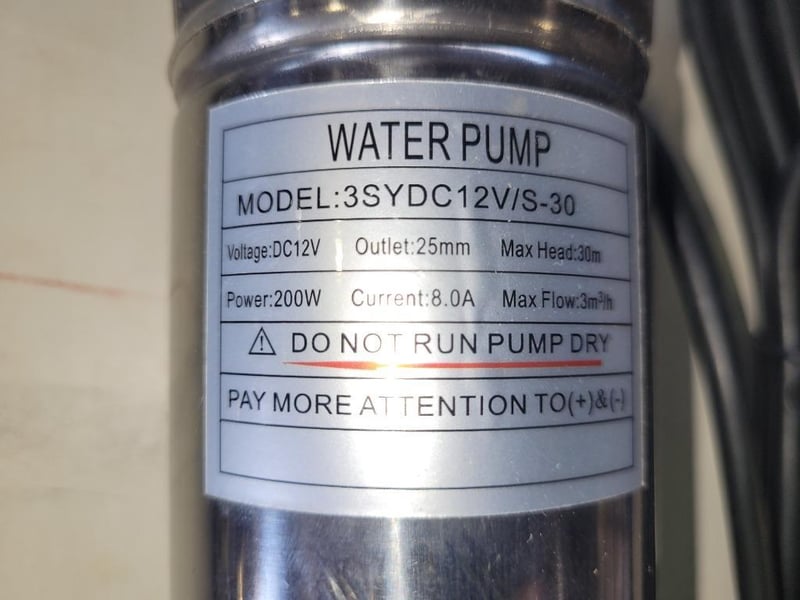 WATER PUMP
MODEL:3SYDC12V/S-30
Voltage:DC12V Outlet:25mm Max Head:30m
Power:200W Current:8.0A Max Flow:3m³/h
⚠ DO NOT RUN PUMP DRY
PAY MORE ATTENTION TO(+)&(-)